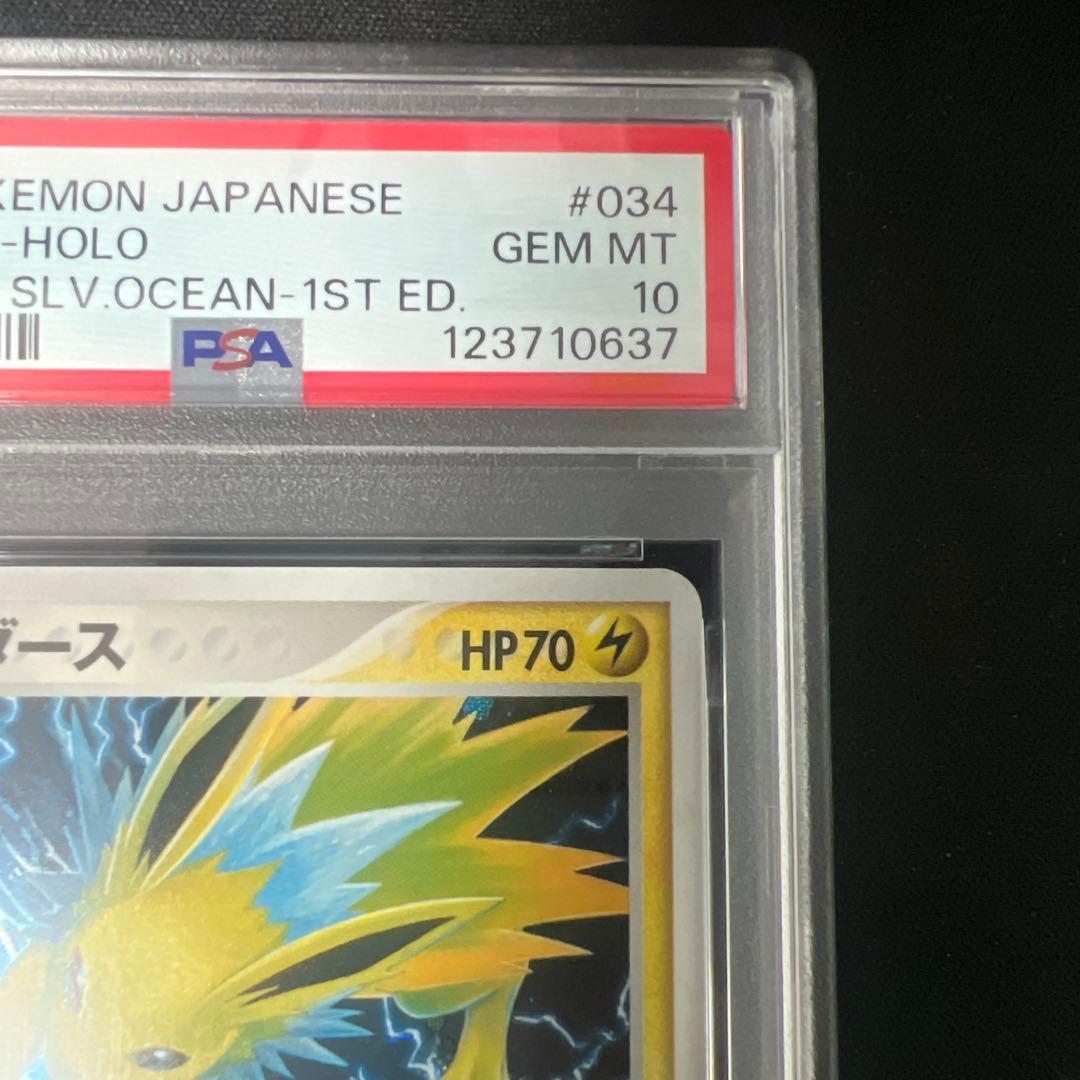 KEMON JAPANESE #034
-HOLO GEM MT
SLV.OCEAN-1ST ED. 10
PSA 123710637
ダース HP70